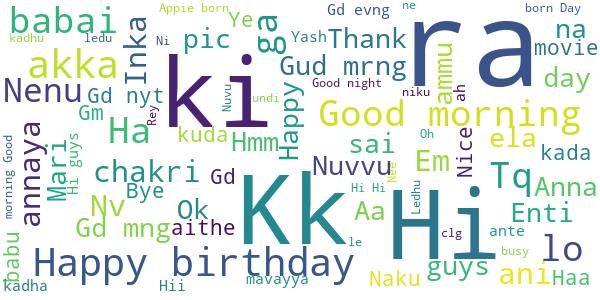 Appie born
Gd evng
ne
born Day
babai
Ye
ra
kadhu
ledu
Inka
pic
Ni
ga
Yash
Thank
na
movie
akka
ki
Gud mrng
ammu
Nenu
Gd nyt
Rey
Nuvu
undi
Good night
niku
ah
day
Gm
Happy
Good morning
morning Good
annaya
Mari
Hi guys
Ha
kuda
Hmm
sai
Oh
ela
Nice
kada
chakri
Nuvvu
Em
Nee
Bye
Gd
Kk
Hi Hi
Ledhu
Hi
Tq
Anna
Nv
Ok
Aa
Enti
Gd mng
aithe
clg
ante
babu
le
lo
Happy birthday
guys
busy
kadha
Hii
mavayya
Naku
ani
Haa